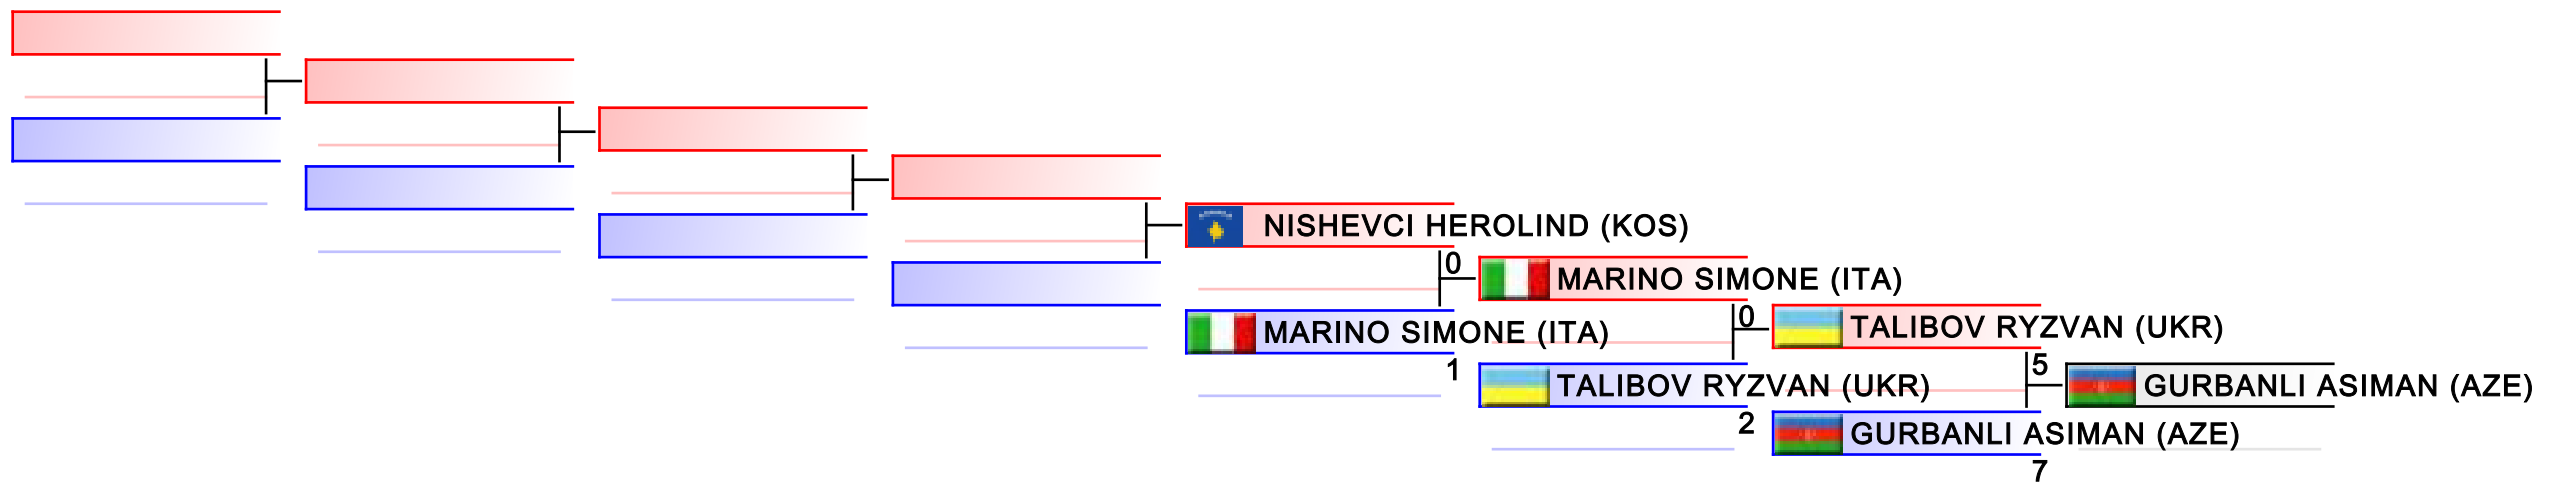 NISHEVCI HEROLIND (KOS)
0
MARINO SIMONE (ITA)
MARINO SIMONE (ITA)
1
0
TALIBOV RYZVAN (UKR)
TALIBOV RYZVAN (UKR)
2
5
GURBANLI ASIMAN (AZE)
GURBANLI ASIMAN (AZE)
7